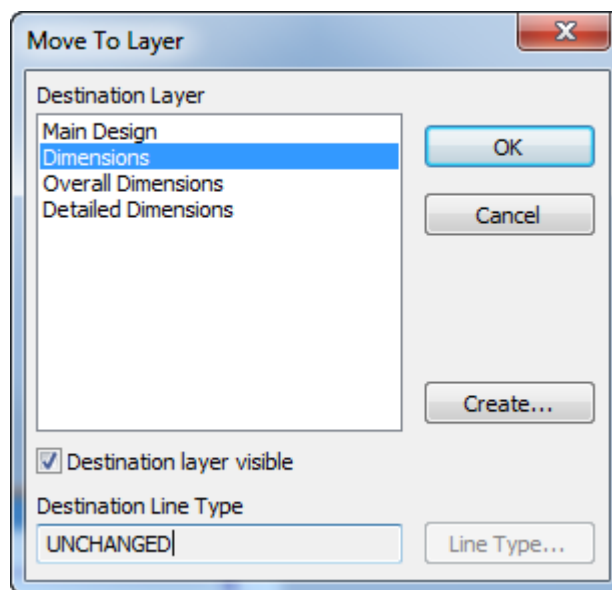 Move To Layer
Destination Layer
Main Design
Dimensions
Overall Dimensions
Detailed Dimensions
OK
Cancel
Create...
Destination layer visible
Destination Line Type
UNCHANGED
Line Type...